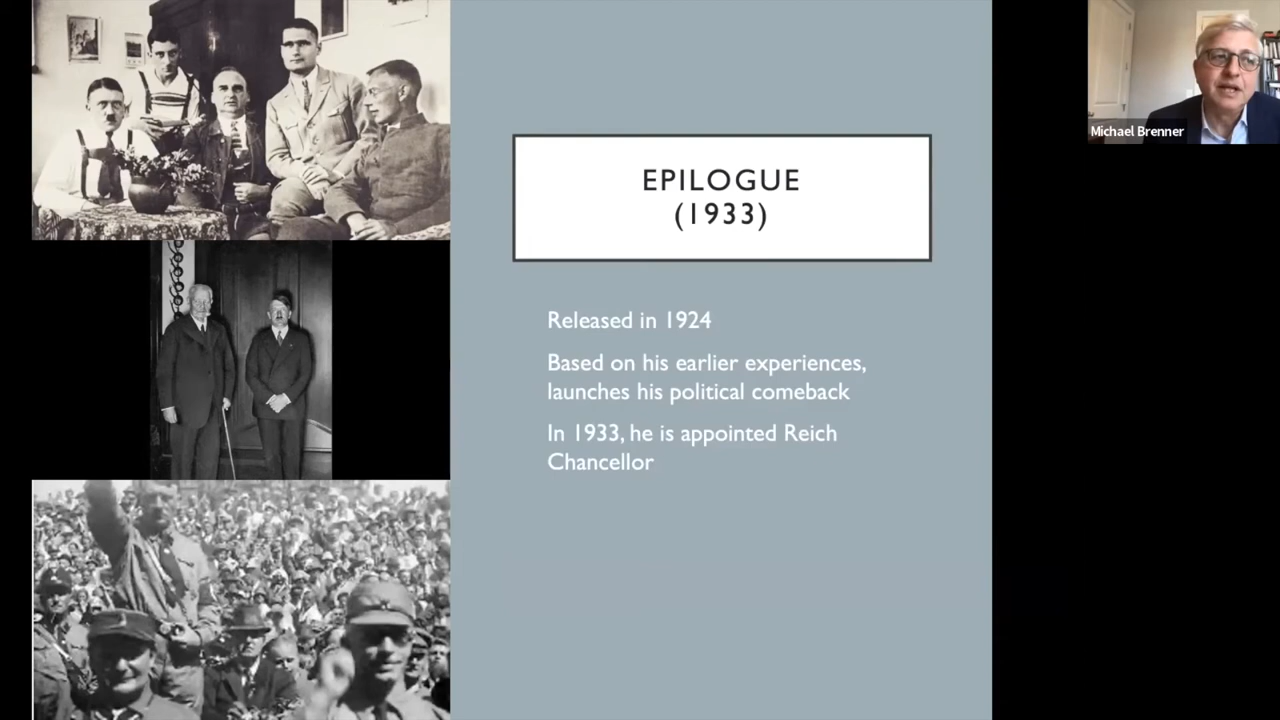 EPILOGUE
(1933)
Released in 1924
Based on his earlier experiences,
launches his political comeback
In 1933, he is appointed Reich
Chancellor
Michael Brenner